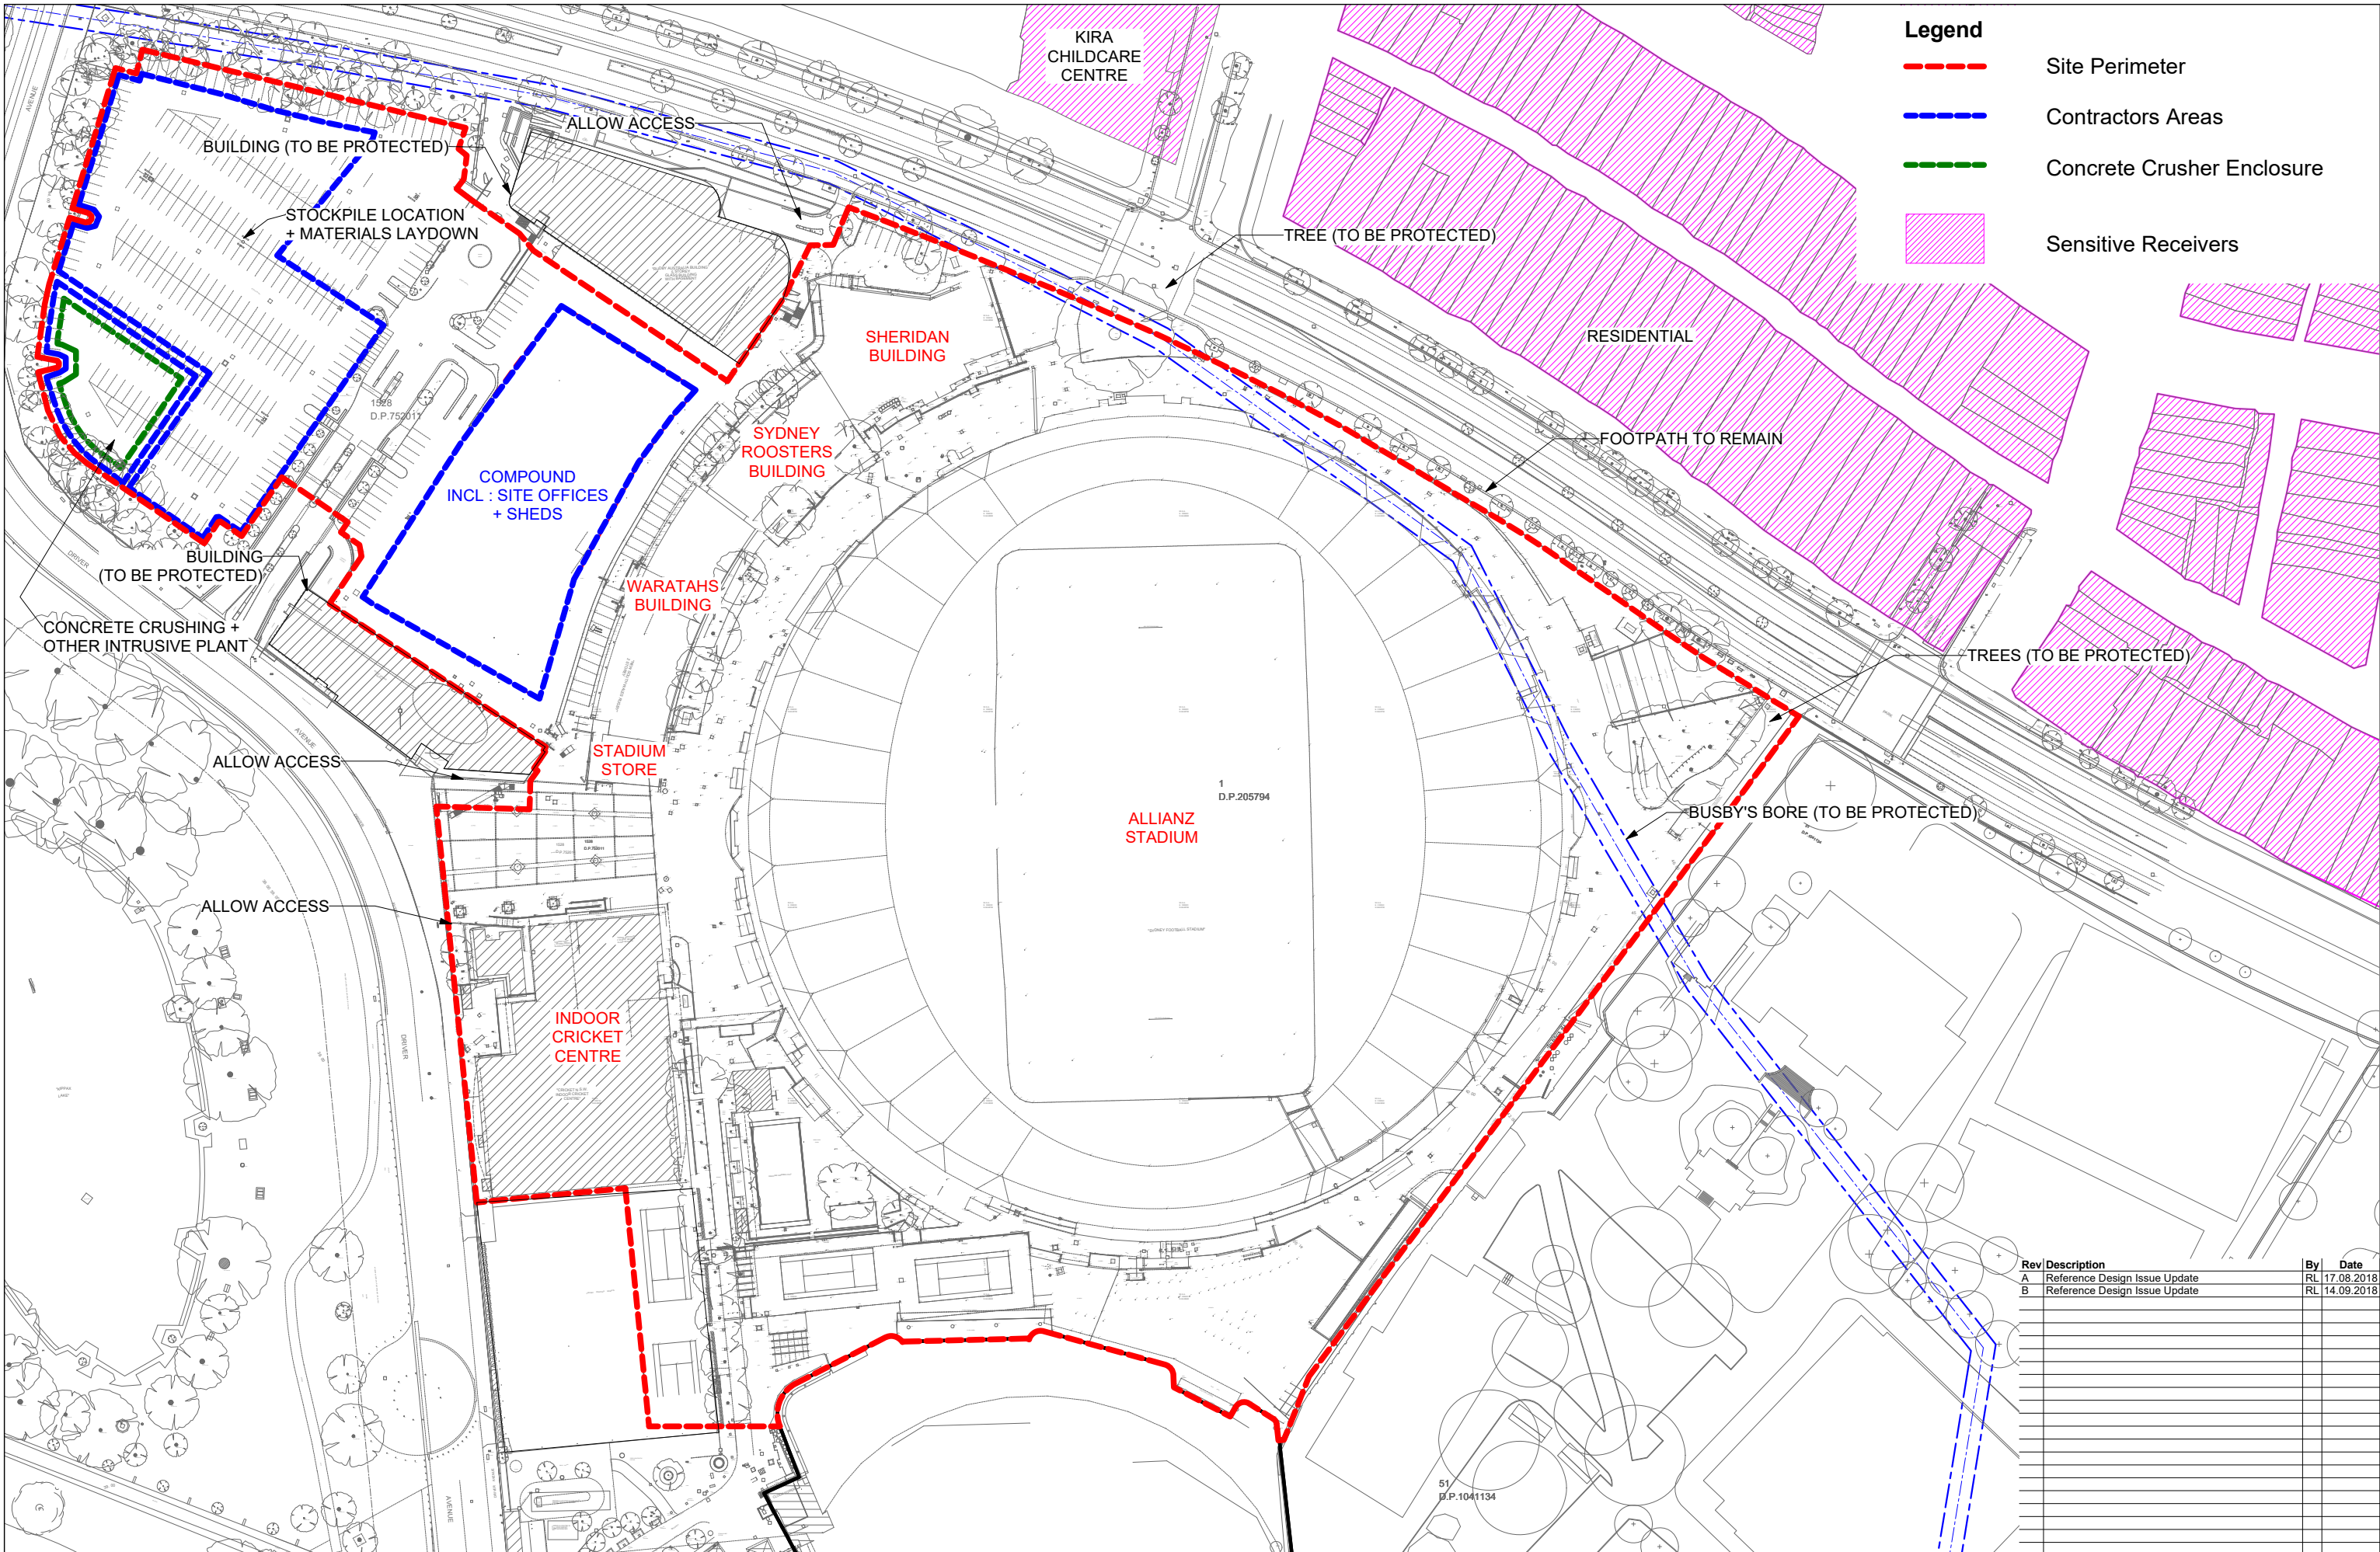 Legend
Site Perimeter
Contractors Areas
Concrete Crusher Enclosure
Sensitive Receivers
KIRA
CHILDCARE
CENTRE
ALLOW ACCESS
BUILDING (TO BE PROTECTED)
STOCKPILE LOCATION
+ MATERIALS LAYDOWN
TREE (TO BE PROTECTED)
SHERIDAN
BUILDING
RESIDENTIAL
1528
D.P.752011
SYDNEY
ROOSTERS
BUILDING
FOOTPATH TO REMAIN
COMPOUND
INCL : SITE OFFICES
+ SHEDS
BUILDING
(TO BE PROTECTED)
WARATAHS
BUILDING
CONCRETE CRUSHING +
OTHER INTRUSIVE PLANT
TREES (TO BE PROTECTED)
STADIUM
STORE
ALLOW ACCESS
1
D.P.205794
ALLIANZ
STADIUM
BUSBY'S BORE (TO BE PROTECTED)
ALLOW ACCESS
INDOOR
CRICKET
CENTRE
AVENUE
DRIVER
AVENUE
DRIVER
AVENUE
51
D.P.1041134
Rev Description By Date
A Reference Design Issue Update RL 17.08.2018
B Reference Design Issue Update RL 14.09.2018